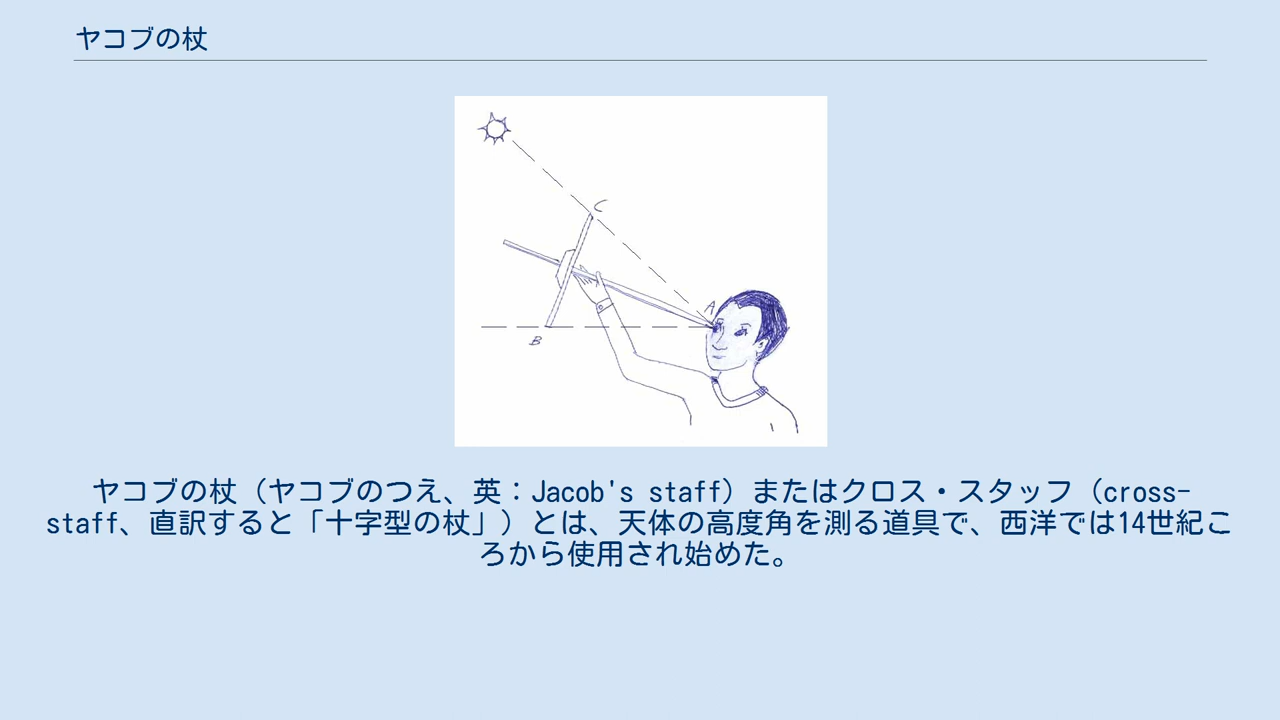 ヤコブの杖
C
A
B
ヤコブの杖（ヤコブのつえ、英：Jacob's staff）またはクロス・スタッフ（cross-
staff、直訳すると「十字型の杖」）とは、天体の高度角を測る道具で、西洋では14世紀こ
ろから使用され始めた。